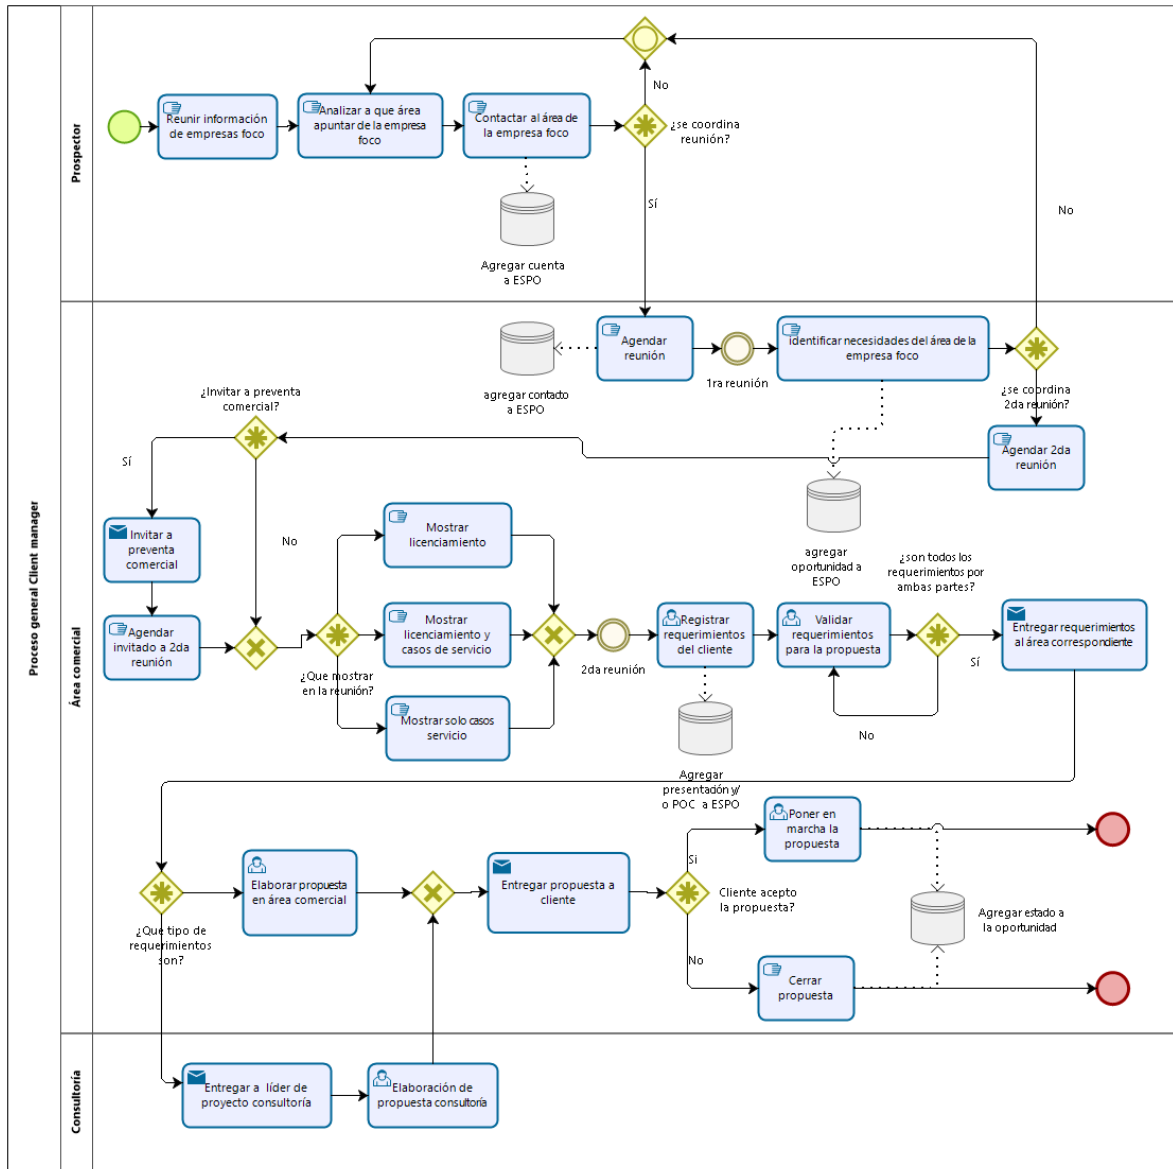 Proceso general Client manager
Prospector
Reunir información
de empresas foco
Analizar a que área
apuntar de la empresa
foco
Contactar al área de
la empresa foco
No
¿se coordina
reunión?
Sí
No
Agregar cuenta
a ESPO
Área comercial
Agendar
reunión
1ra reunión
identificar necesidades del área de la
empresa foco
agregar contacto
a ESPO
¿se coordina
2da reunión?
¿Invitar a preventa
comercial?
Sí
Agendar 2da
reunión
Invitar a
preventa
comercial
No
Mostrar
licenciamiento
agregar
oportunidad a
ESPO
¿son todos los
requerimientos por
ambas partes?
Agendar
invitado a 2da
reunión
Mostrar
licenciamiento y
casos de servicio
¿Que mostrar
en la reunión?
2da reunión
Registrar
requerimientos
del cliente
Validar
requerimientos
para la propuesta
Sí
Entregar requerimientos
al área correspondiente
Mostrar solo casos
servicio
No
Agregar
presentación y/
o POC a ESPO
Poner en
marcha la
propuesta
Si
Elaborar propuesta
en área comercial
Entregar propuesta a
cliente
Cliente acepto
la propuesta?
Agregar estado a
la oportunidad
¿Que tipo de
requerimientos
son?
No
Cerrar
propuesta
Consultoría
Entregar a líder de
proyecto consultoría
Elaboración de
propuesta consultoría